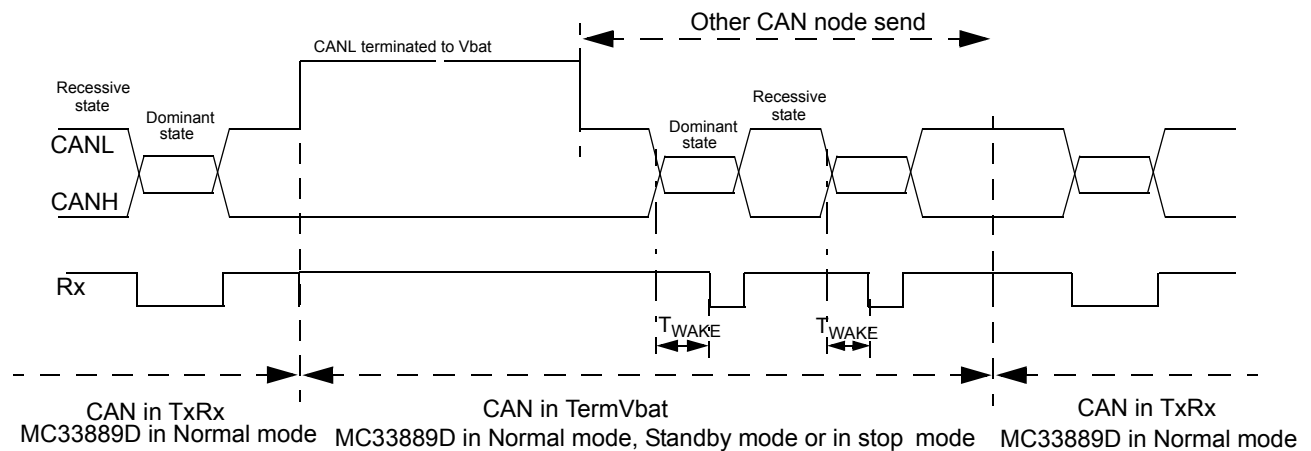 Other CAN node send
CANL terminated to Vbat
Recessive
state
Dominant
state
Recessive
state
Dominant
state
CANL
CANH
Rx
TWAKE
TWAKE
CAN in TxRx
MC33889D in Normal mode
CAN in TermVbat
MC33889D in Normal mode, Standby mode or in stop mode
CAN in TxRx
MC33889D in Normal mode